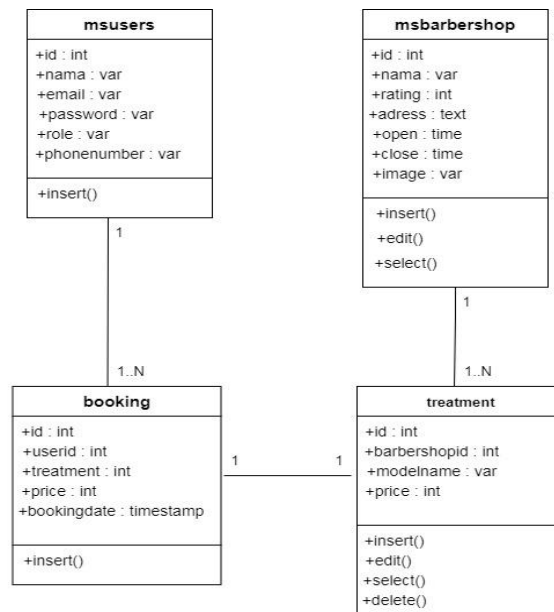 msusers
+id : int
+nama : var
+email : var
+password : var
+role : var
+phonenumber : var
+insert()
msbarbershop
+id : int
+nama : var
+rating : int
+adress : text
+open : time
+close : time
+image : var
+insert()
+edit()
+select()
1
1..N
1
1..N
booking
+id : int
+userid : int
+treatment : int
+price : int
+bookingdate : timestamp
+insert()
1
1
treatment
+id : int
+barbershopid : int
+modelname : var
+price : int
+insert()
+edit()
+select()
+delete()